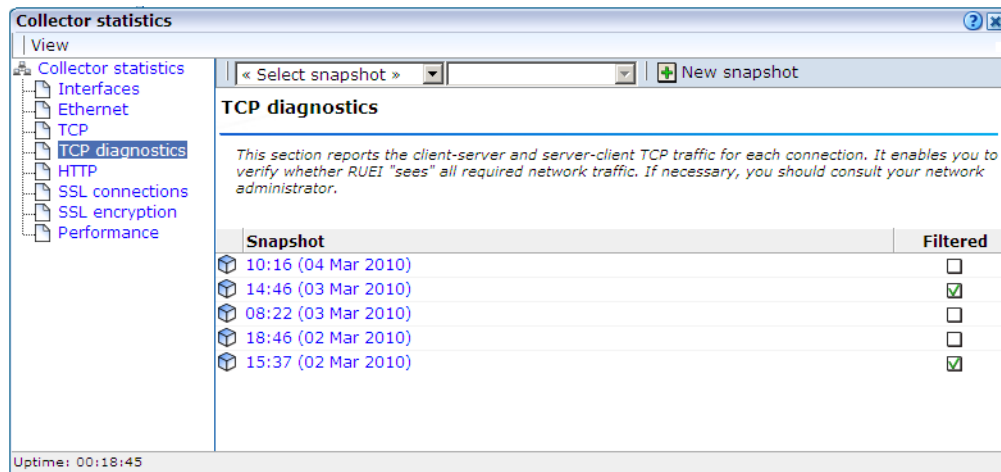 Collector statistics
View
Collector statistics
Interfaces
Ethernet
TCP
TCP diagnostics
HTTP
SSL connections
SSL encryption
Performance
« Select snapshot »
New snapshot
TCP diagnostics
This section reports the client-server and server-client TCP traffic for each connection. It enables you to
verify whether RUEI "sees" all required network traffic. If necessary, you should consult your network
administrator.
Snapshot Filtered
10:16 (04 Mar 2010)
14:46 (03 Mar 2010)
08:22 (03 Mar 2010)
18:46 (02 Mar 2010)
15:37 (02 Mar 2010)
Uptime: 00:18:45